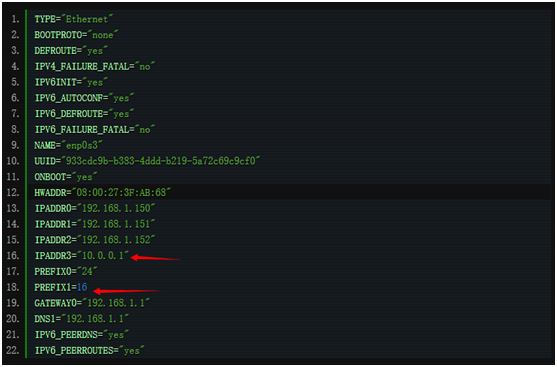 1. TYPE="Ethernet"
2. BOOTPROTO="none"
3. DEFROUTE="yes"
4. IPV4_FAILURE_FATAL="no"
5. IPV6INIT="yes"
6. IPV6_AUTOCONF="yes"
7. IPV6_DEFROUTE="yes"
8. IPV6_FAILURE_FATAL="no"
9. NAME="enp0s3"
10. UUID="933cdc9b-b383-4ddd-b219-5a72c69c9cf0"
11. ONBOOT="yes"
12. HWADDR="08:00:27:3F:AB:68"
13. IPADDR0="192.168.1.150"
14. IPADDR1="192.168.1.151"
15. IPADDR2="192.168.1.152"
16. IPADDR3="10.0.0.1"
17. PREFIX0="24"
18. PREFIX1=16
19. GATEWAY0="192.168.1.1"
20. DNS1="192.168.1.1"
21. IPV6_PEERDNS="yes"
22. IPV6_PEERROUTES="yes"